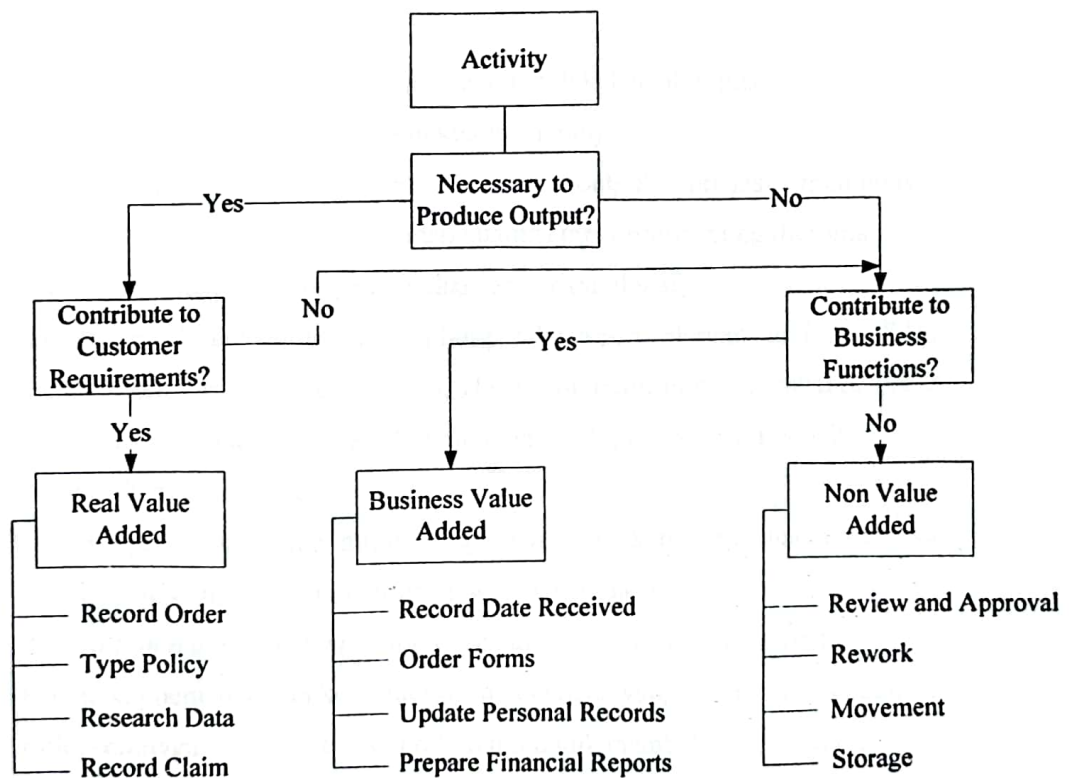 Activity
Necessary to
Produce Output?
Yes
No
Contribute to
Customer
Requirements?
No
Contribute to
Business
Functions?
Yes
Yes
No
Real Value
Added
Business Value
Added
Non Value
Added
Record Order
Type Policy
Research Data
Record Claim
Record Date Received
Order Forms
Update Personal Records
Prepare Financial Reports
Review and Approval
Rework
Movement
Storage